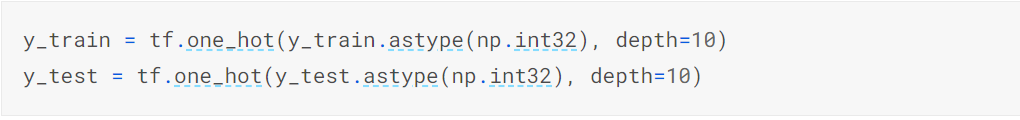 y_train = tf.one_hot(y_train.astype(np.int32), depth=10)
y_test = tf.one_hot(y_test.astype(np.int32), depth=10)